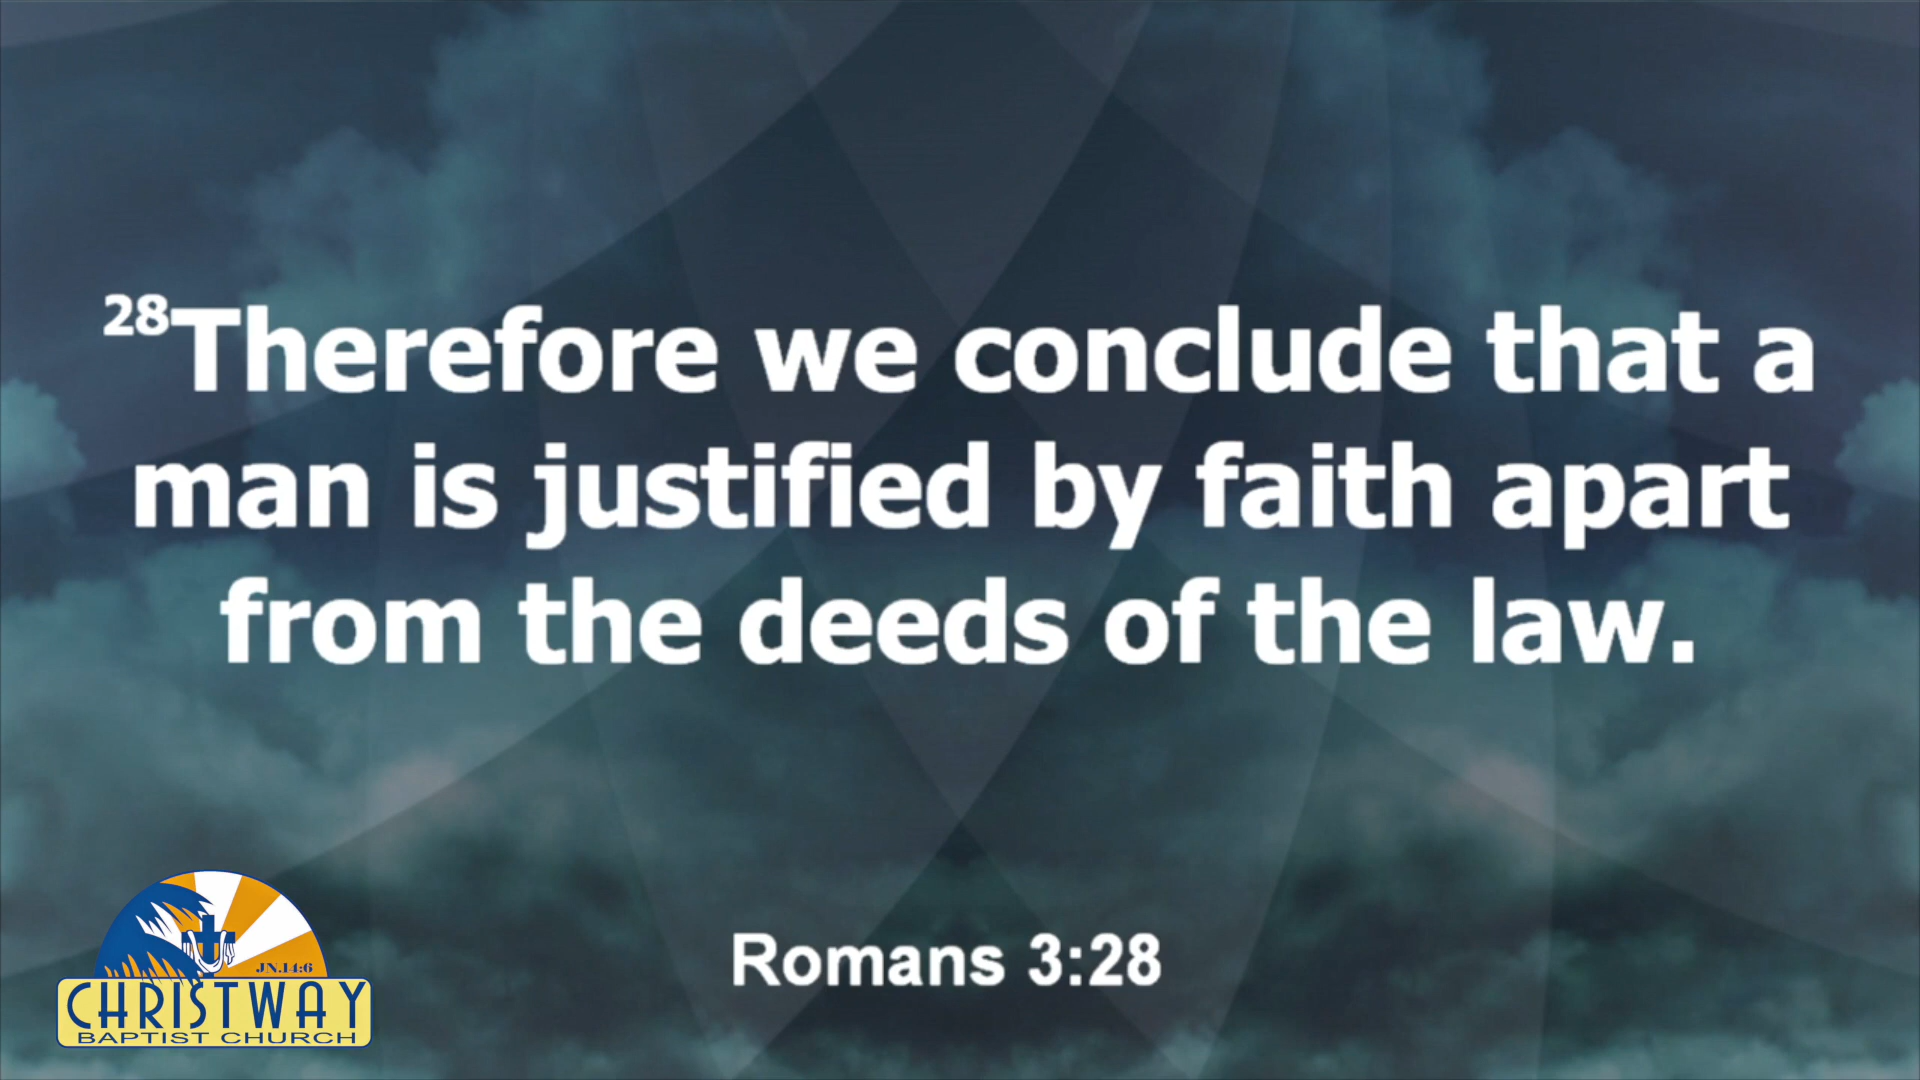 28Therefore we conclude that a
man is justified by faith apart
from the deeds of the law.
Romans 3:28
JN.14:6
CHRISTWAY
BAPTIST CHURCH